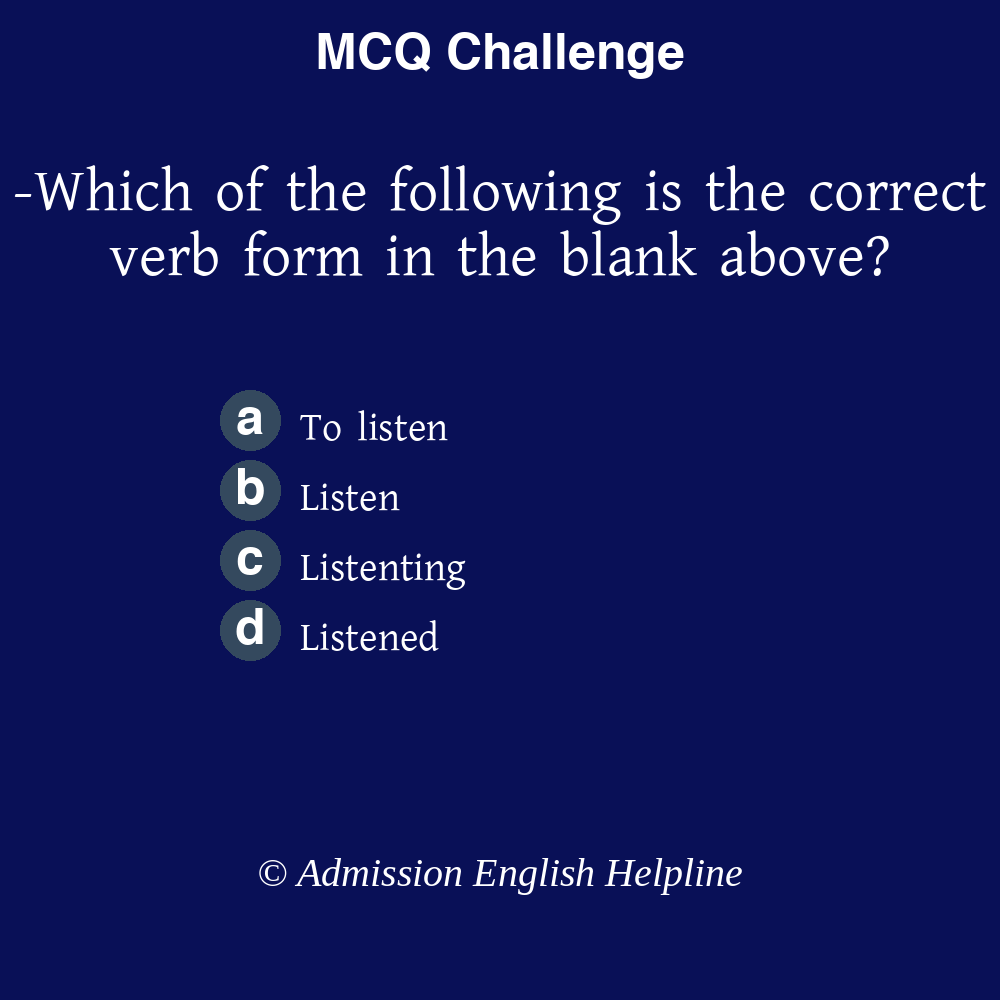 MCQ Challenge
-Which of the following is the correct
verb form in the blank above?
a To listen
b Listen
c Listenting
d Listened
© Admission English Helpline